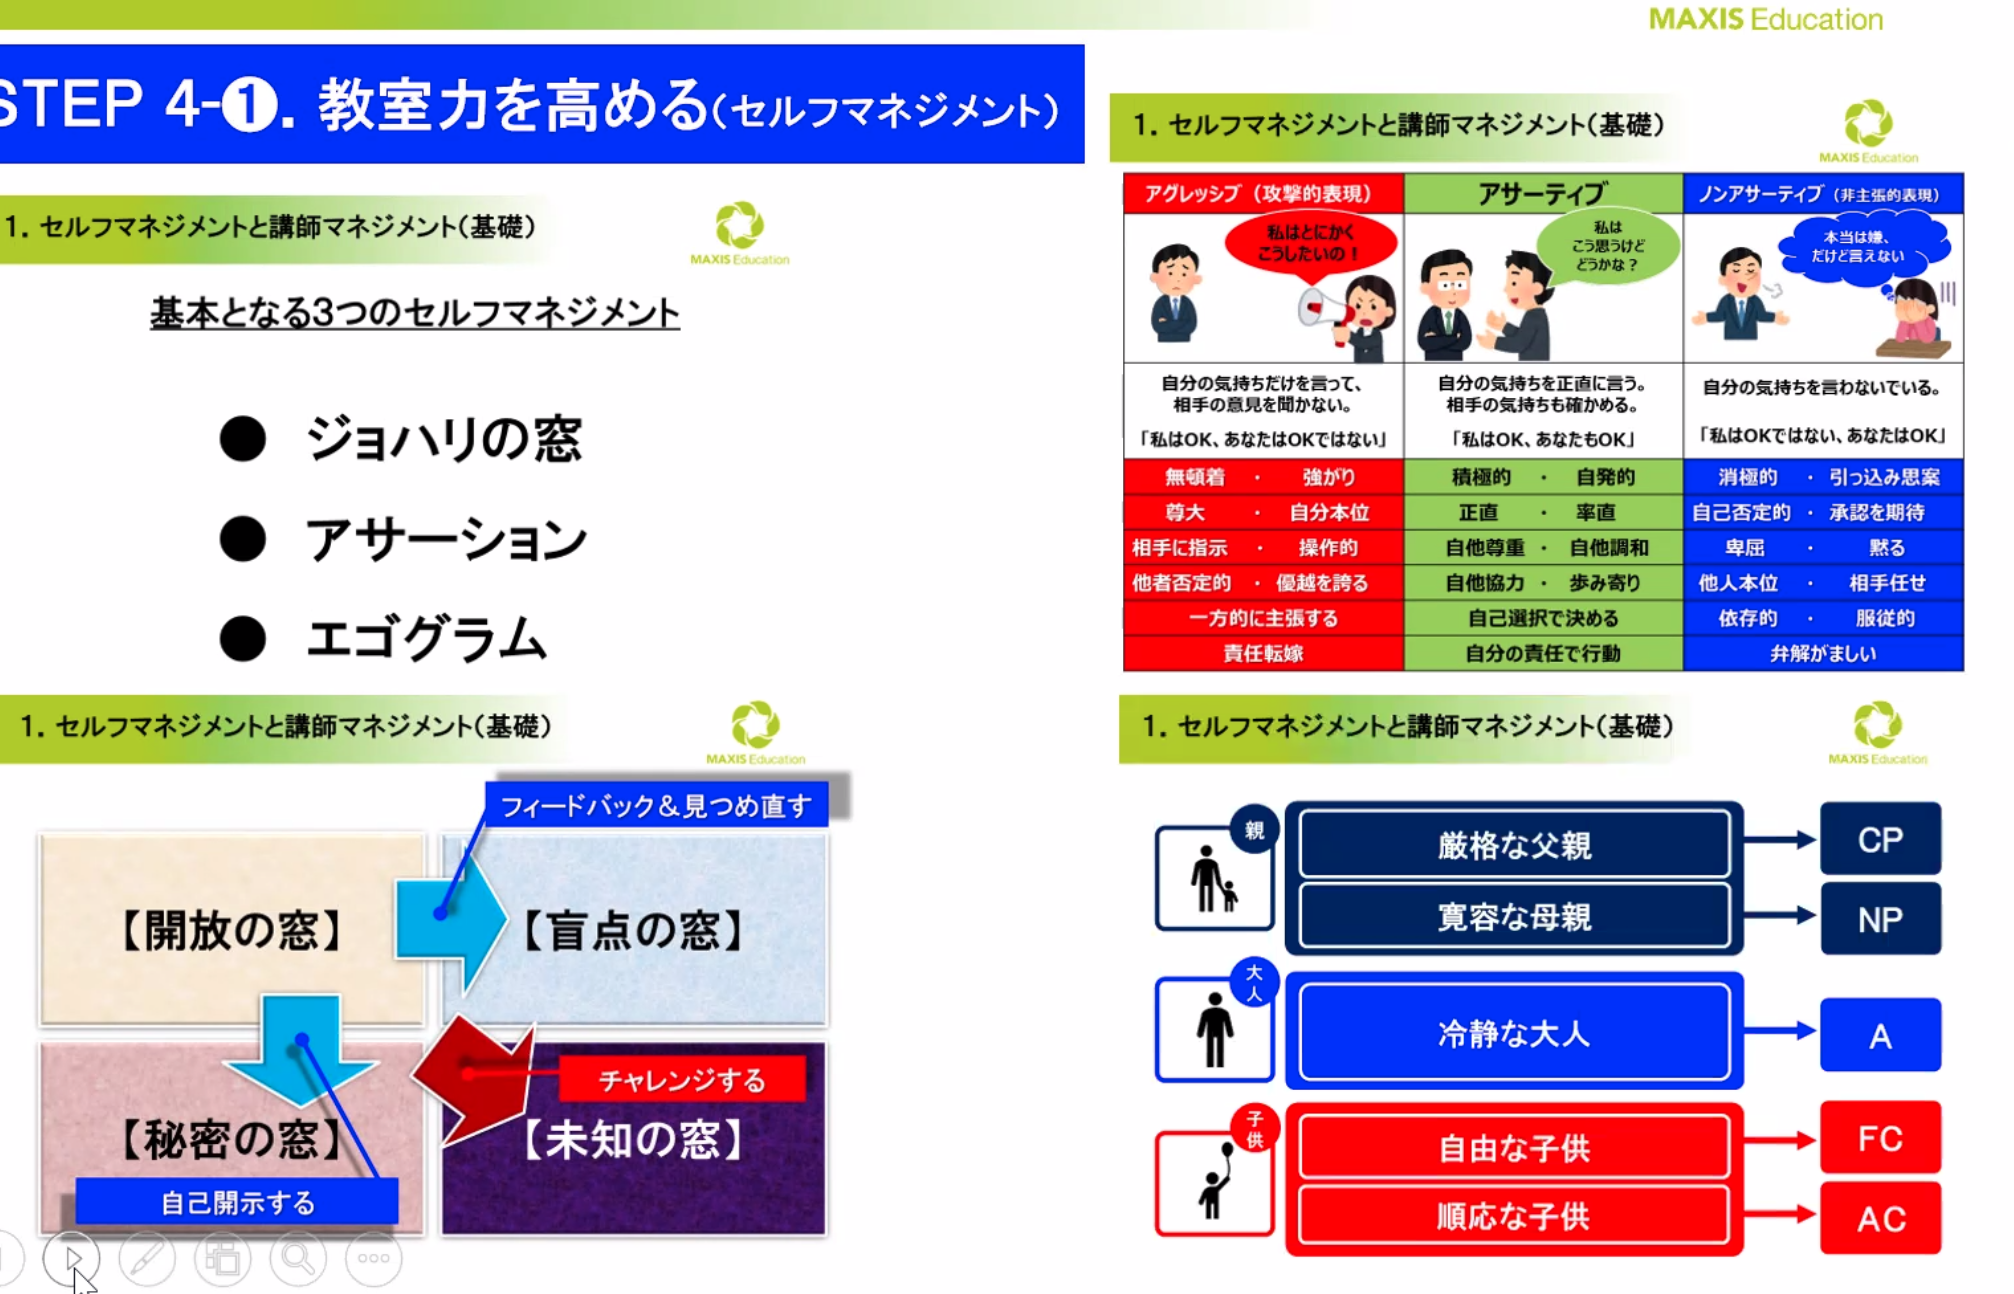 MAXIS Education
STEP 4-❶. 教室力を高める(セルフマネジメント)
1. セルフマネジメントと講師マネジメント(基礎)
MAXIS Education
基本となる3つのセルフマネジメント
● ジョハリの窓
● アサーション
● エゴグラム
1. セルフマネジメントと講師マネジメント(基礎)
MAXIS Education
フィードバック&見つめ直す
【開放の窓】
【盲点の窓】
チャレンジする
【秘密の窓】
【未知の窓】
自己開示する
1. セルフマネジメントと講師マネジメント(基礎)
MAXIS Education
アグレッシブ(攻撃的表現)
アサーティブ
ノンアサーティブ(非主張的表現)
私はとにかく
こうしたいの!
私は
こう思うけど
どうかな?
本当は嫌、
だけど言えない
自分の気持ちだけを言って、
相手の意見を聞かない。
「私はOK、あなたはOKではない」
自分の気持ちを正直に言う。
相手の気持ちも確かめる。
「私はOK、あなたもOK」
自分の気持ちを言わないでいる。
「私はOKではない、あなたはOK」
無頓着 ・ 強がり
積極的 ・ 自発的
消極的 ・ 引っ込み思案
尊大 ・ 自分本位
正直 ・ 率直
自己否定的 ・ 承認を期待
相手に指示 ・ 操作的
自他尊重 ・ 自他調和
卑屈 ・ 黙る
他者否定的 ・ 優越を誇る
自他協力 ・ 歩み寄り
他人本位 ・ 相手任せ
一方的に主張する
自己選択で決める
依存的 ・ 服従的
責任転嫁
自分の責任で行動
弁解がましい
1. セルフマネジメントと講師マネジメント(基礎)
MAXIS Education
親
厳格な父親
CP
寛容な母親
NP
大
人
冷静な大人
A
子
供
自由な子供
FC
順応な子供
AC